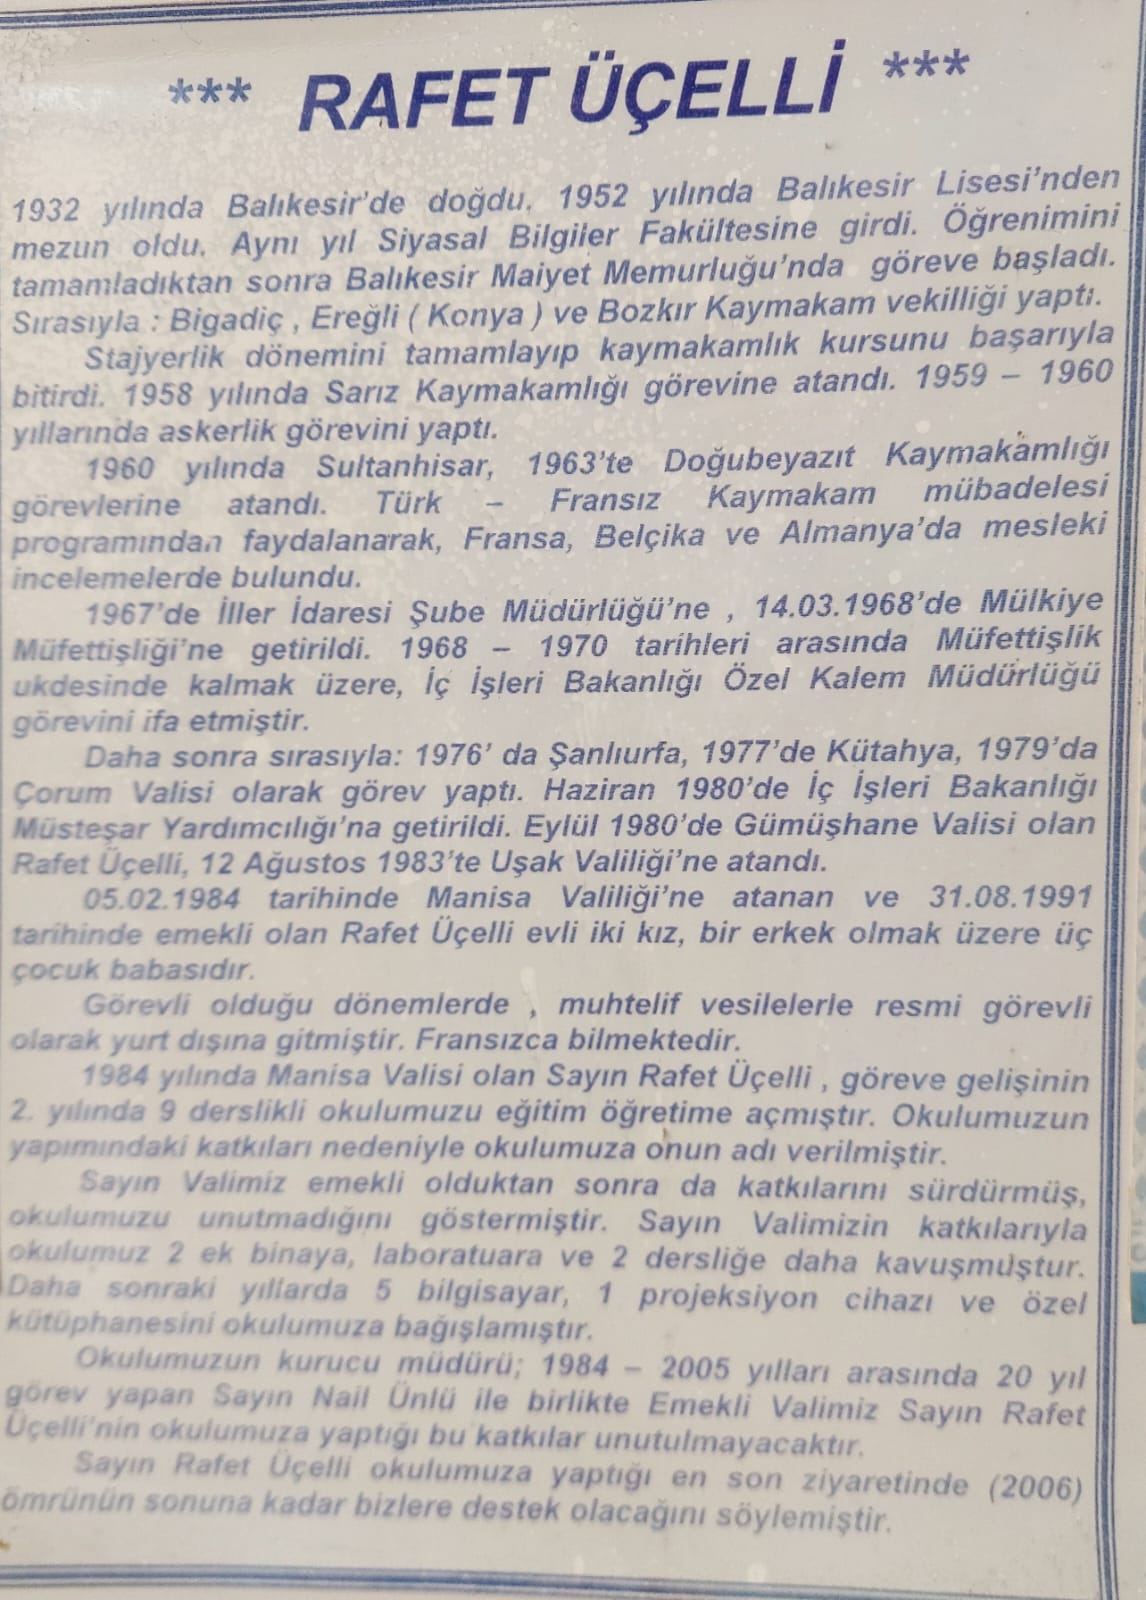 *** RAFET ÜÇELLİ ***
1932 yılında Balıkesir'de doğdu. 1952 yılında Balıkesir Lisesi'nden
mezun oldu. Aynı yıl Siyasal Bilgiler Fakültesine girdi. Öğrenimini
tamamladıktan sonra Balıkesir Maiyet Memurluğu'nda göreve başladı.
Sırasıyla : Bigadiç , Ereğli ( Konya ) ve Bozkır Kaymakam vekilliği yaptı.
Stajyerlik dönemini tamamlayıp kaymakamlık kursunu başarıyla
bitirdi. 1958 yılında Sarız Kaymakamlığı görevine atandı. 1959 – 1960
yıllarında askerlik görevini yaptı.
1960 yılında Sultanhisar, 1963'te Doğubeyazıt Kaymakamlığı
görevlerine atandı. Türk – Fransız Kaymakam mübadelesi
programından faydalanarak, Fransa, Belçika ve Almanya'da mesleki
incelemelerde bulundu.
1967'de İller İdaresi Şube Müdürlüğü'ne , 14.03.1968'de Mülkiye
Müfettişliği'ne getirildi. 1968 – 1970 tarihleri arasında Müfettişlik
ukdesinde kalmak üzere, İç İşleri Bakanlığı Özel Kalem Müdürlüğü
görevini ifa etmiştir.
Daha sonra sırasıyla: 1976' da Şanlıurfa, 1977'de Kütahya, 1979'da
Çorum Valisi olarak görev yaptı. Haziran 1980'de İç İşleri Bakanlığı
Müsteşar Yardımcılığı'na getirildi. Eylül 1980'de Gümüşhane Valisi olan
Rafet Üçelli, 12 Ağustos 1983'te Uşak Valiliği'ne atandı.
05.02.1984 tarihinde Manisa Valiliği'ne atanan ve 31.08.1991
tarihinde emekli olan Rafet Üçelli evli iki kız, bir erkek olmak üzere üç
çocuk babasıdır.
Görevli olduğu dönemlerde , muhtelif vesilelerle resmi görevli
olarak yurt dışına gitmiştir. Fransızca bilmektedir.
1984 yılında Manisa Valisi olan Sayın Rafet Üçelli , göreve gelişinin
2. yılında 9 derslikli okulumuzu eğitim öğretime açmıştır. Okulumuzun
yapımındaki katkıları nedeniyle okulumuza onun adı verilmiştir.
Sayın Valimiz emekli olduktan sonra da katkılarını sürdürmüş,
okulumuzu unutmadığını göstermiştir. Sayın Valimizin katkılarıyla
okulumuz 2 ek binaya, laboratuara ve 2 dersliğe daha kavuşmuştur.
Daha sonraki yıllarda 5 bilgisayar, 1 projeksiyon cihazı ve özel
kütüphanesini okulumuza bağışlamıştır.
Okulumuzun kurucu müdürü; 1984 – 2005 yılları arasında 20 yıl
görev yapan Sayın Nail Ünlü ile birlikte Emekli Valimiz Sayın Rafet
Üçelli'nin okulumuza yaptığı bu katkılar unutulmayacaktır.
Sayın Rafet Üçelli okulumuza yaptığı en son ziyaretinde (2006)
ömrünün sonuna kadar bizlere destek olacağını söylemiştir.